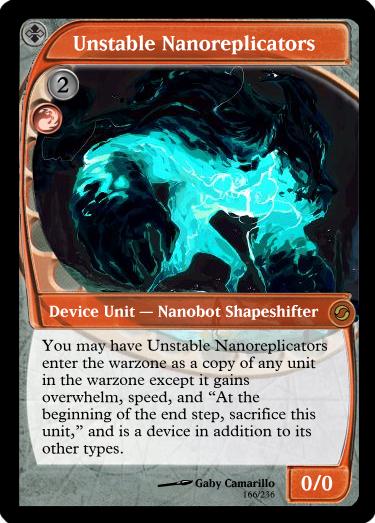 Unstable Nanoreplicators
2
Device Unit — Nanobot Shapeshifter
You may have Unstable Nanoreplicators
enter the warzone as a copy of any unit
in the warzone except it gains
overwhelm, speed, and “At the
beginning of the end step, sacrifice this
unit,” and is a device in addition to its
other types.
Gaby Camarillo
166/236
0/0